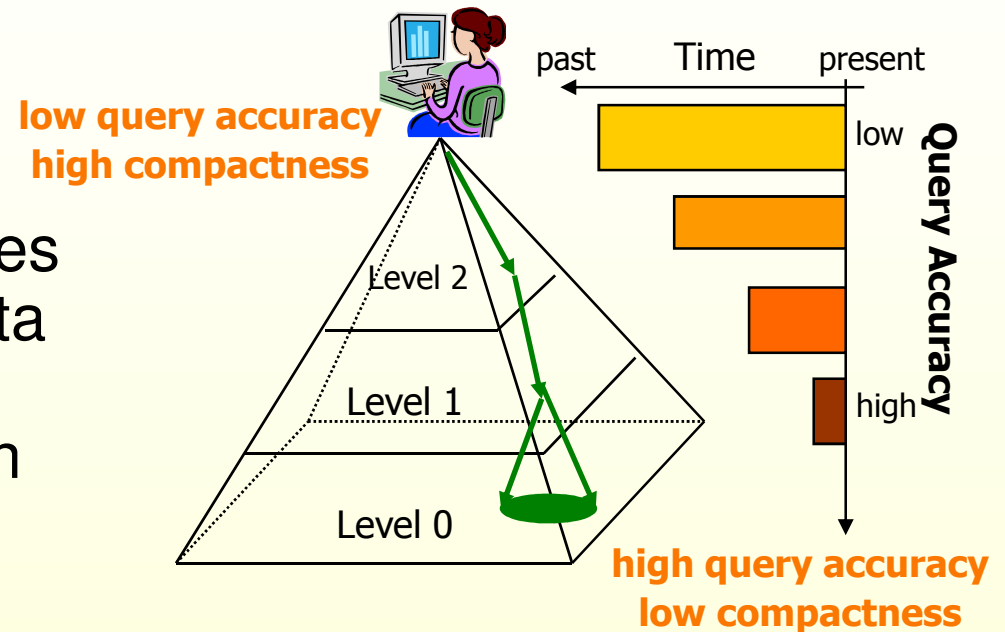 past
Time
present
low query accuracy
high compactness
low
Query Accuracy
es
ta
Level 2
Level 1
high
n
Level 0
high query accuracy
low compactness